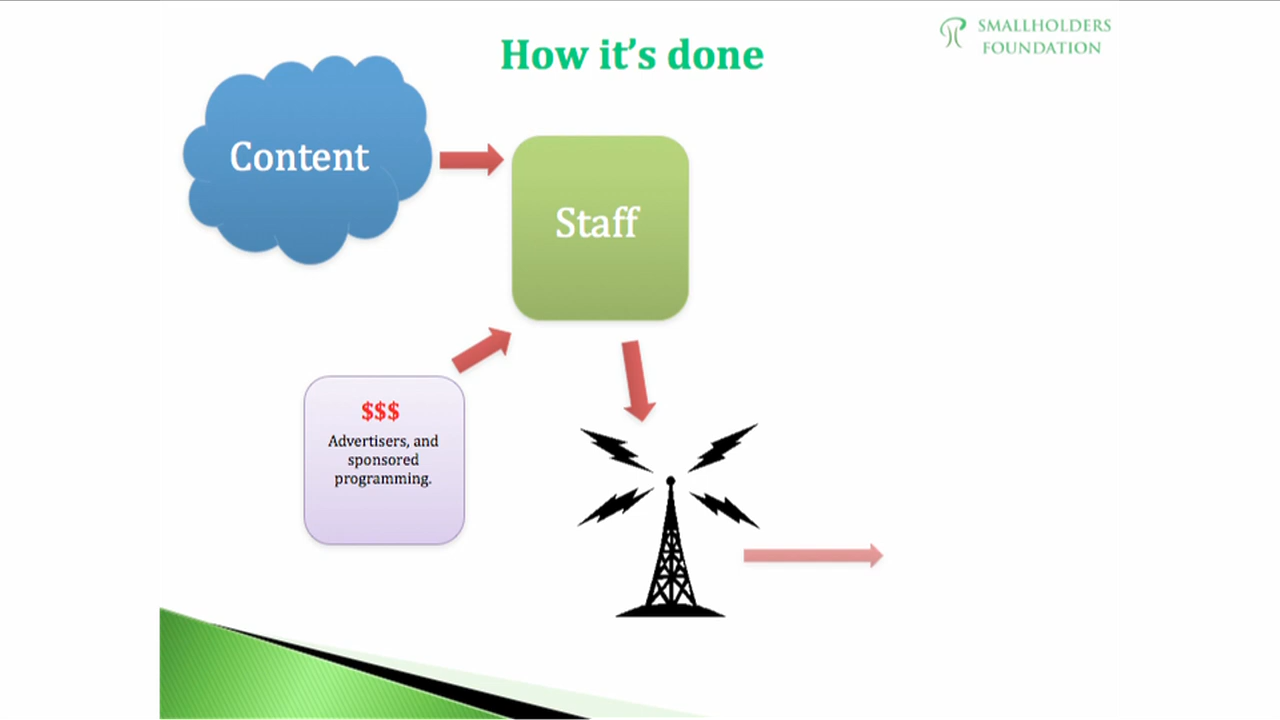 SMALLHOLDERS
FOUNDATION
How it's done
Content
Staff
$$$
Advertisers, and
sponsored
programming.